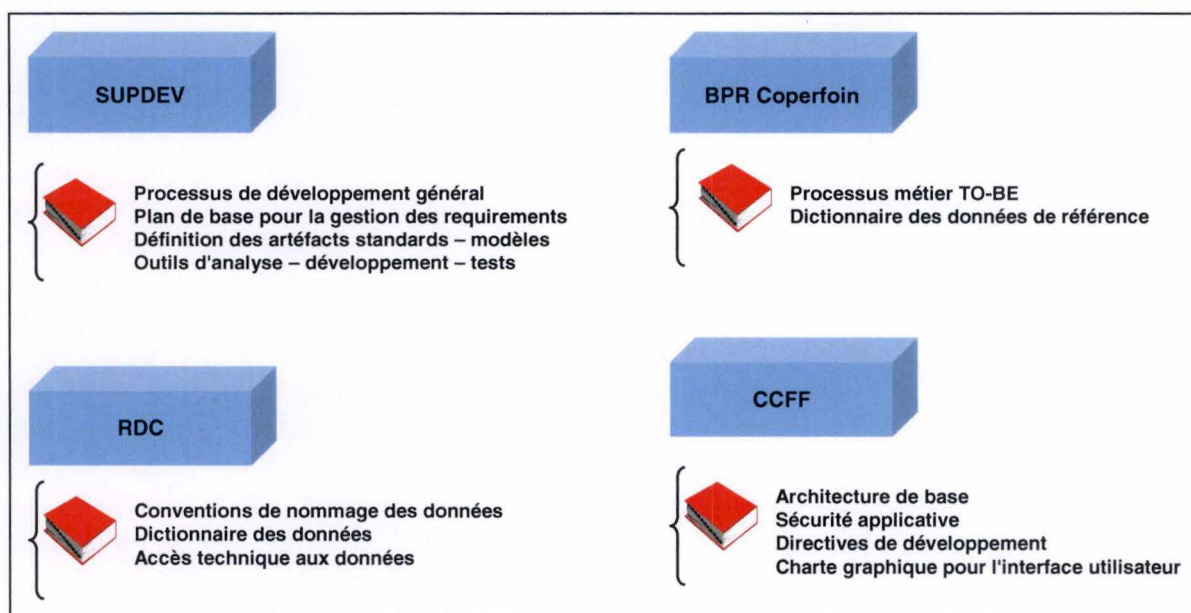 SUPDEV
Processus de développement général
Plan de base pour la gestion des requirements
Définition des artéfacts standards – modèles
Outils d'analyse – développement – tests
BPR Coperfoin
Processus métier TO-BE
Dictionnaire des données de référence
RDC
Conventions de nommage des données
Dictionnaire des données
Accès technique aux données
CCFF
Architecture de base
Sécurité applicative
Directives de développement
Charte graphique pour l'interface utilisateur